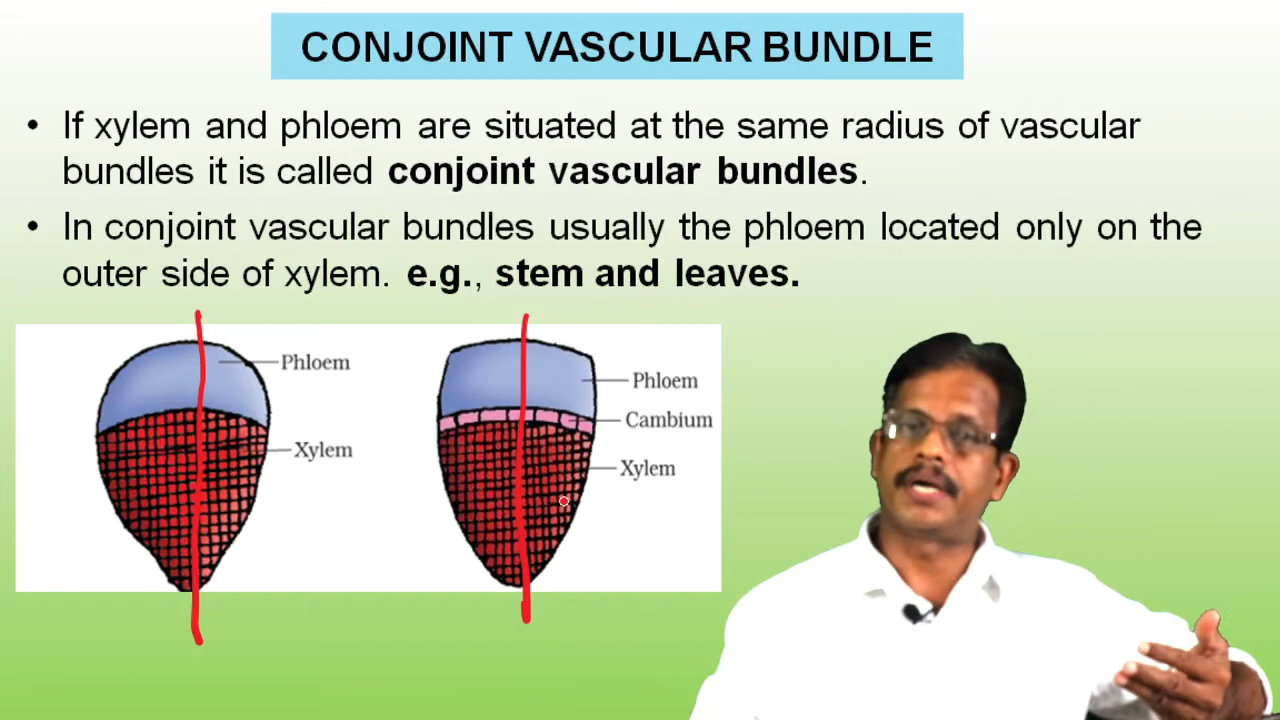 CONJOINT VASCULAR BUNDLE
• If xylem and phloem are situated at the same radius of vascular
bundles it is called conjoint vascular bundles.
• In conjoint vascular bundles usually the phloem located only on the
outer side of xylem. e.g., stem and leaves.
Phloem
Xylem
Phloem
Cambium
Xylem